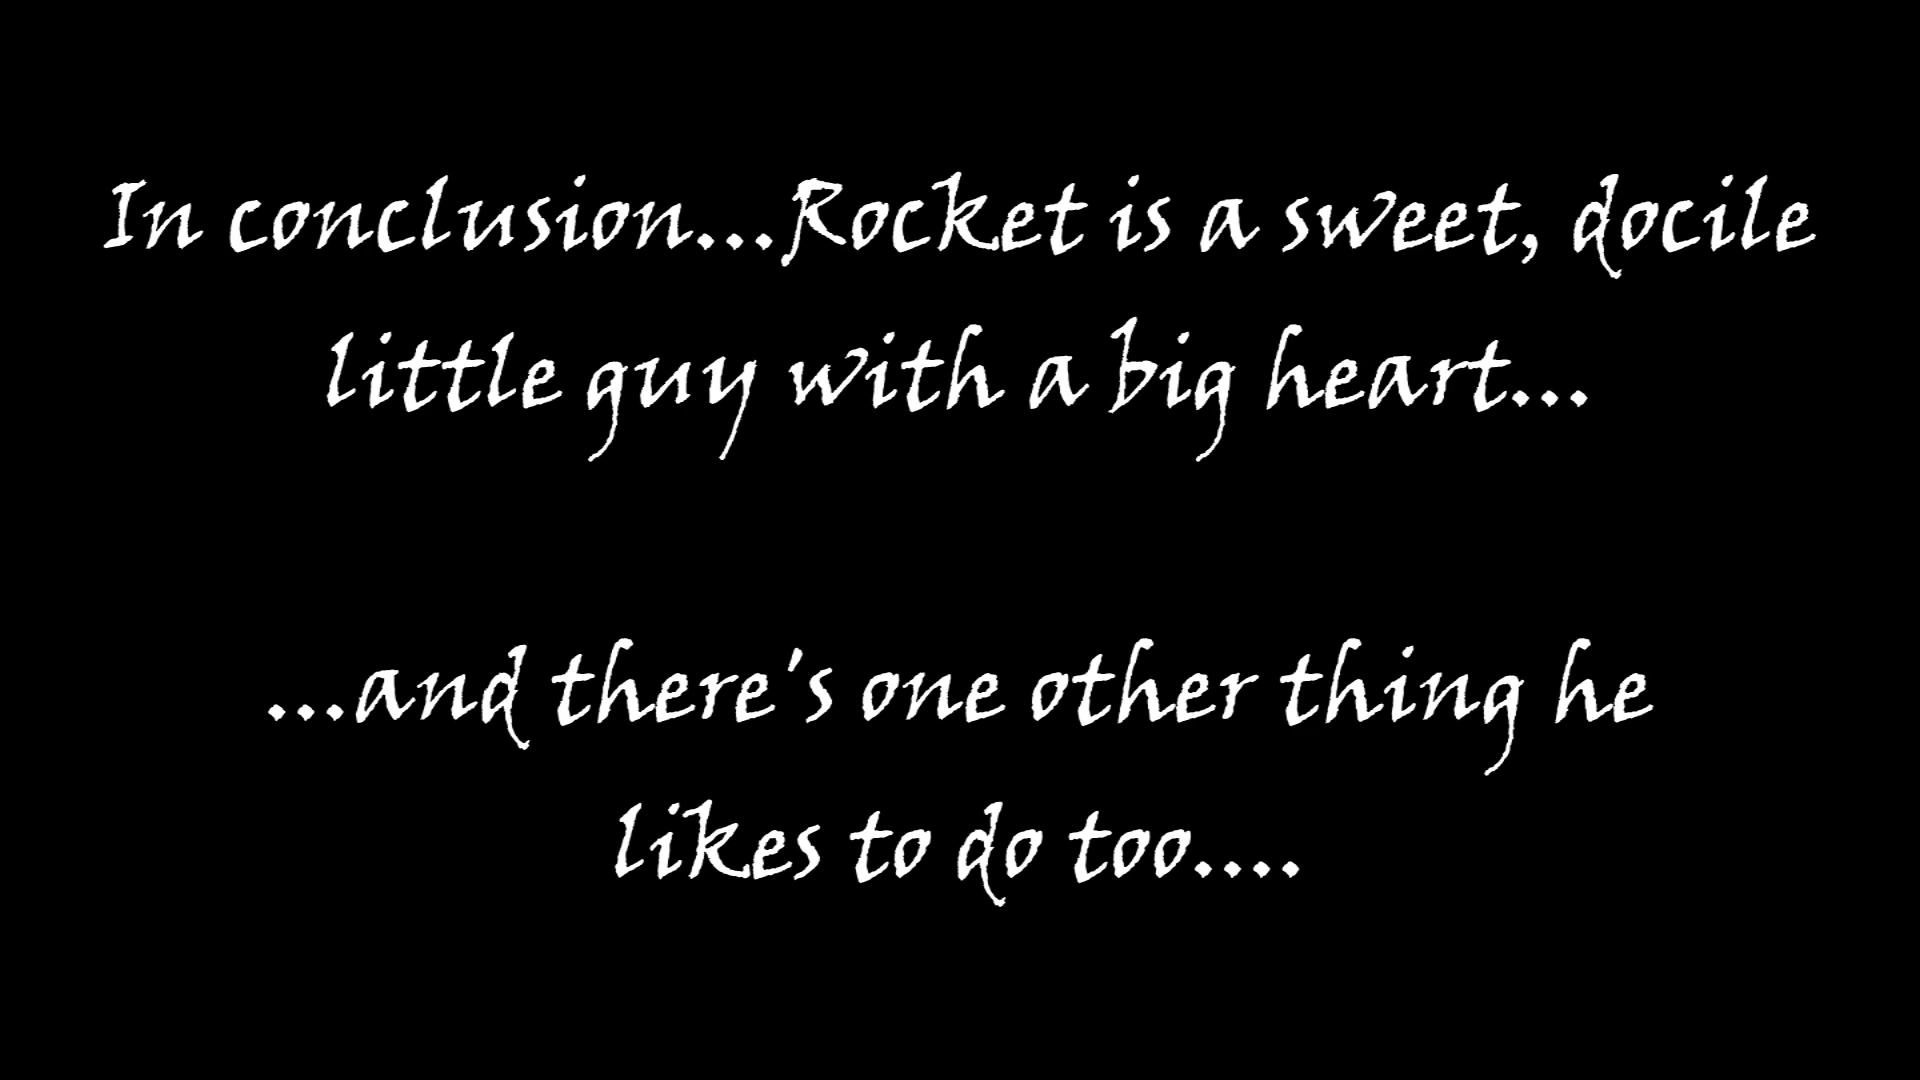 In conclusion...Rocket is a sweet, docile
little guy with a big heart...
...and there's one other thing he
likes to do too....